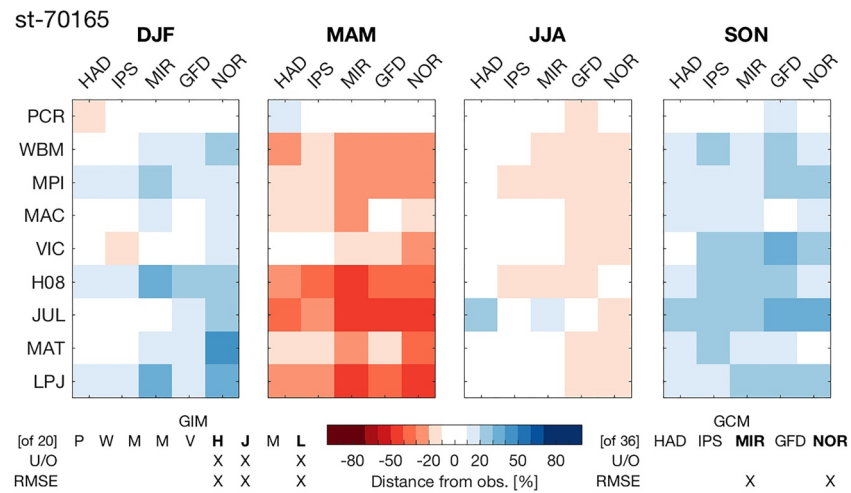 st-70165
DJF MAM JJA SON
HAD IPS MIR GFD NOR HAD IPS MIR GFD NOR HAD IPS MIR GFD NOR HAD IPS MIR GFD NOR
PCR
WBM
MPI
MAC
VIC
H08
JUL
MAT
LPJ
GIM GCM
[of 20] P W M M V H J M L [of 36] HAD IPS MIR GFD NOR
U/O X X X -80 -50 -20 0 20 50 80 U/O
RMSE X X X Distance from obs. [%] RMSE X X